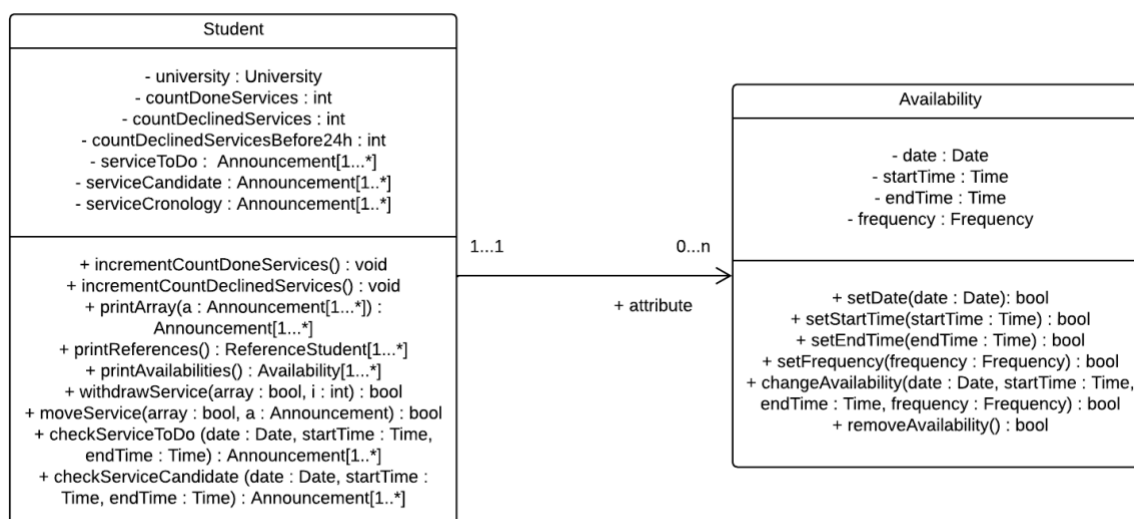 Student
- university : University
- countDoneServices : int
- countDeclinedServices : int
- countDeclinedServicesBefore24h : int
- serviceToDo :  Announcement[1...*]
- serviceCandidate : Announcement[1..*]
- serviceCronology : Announcement[1..*]
+ incrementCountDoneServices() : void
+ incrementCountDeclinedServices() : void
+ printArray(a : Announcement[1...*]) :
Announcement[1...*]
+ printReferences() : ReferenceStudent[1...*]
+ printAvailabilities() : Availability[1...*]
+ withdrawService(array : bool, i : int) : bool
+ moveService(array : bool, a : Announcement) : bool
+ checkServiceToDo (date : Date, startTime : Time,
endTime : Time) : Announcement[1..*]
+ checkServiceCandidate (date : Date, startTime :
Time, endTime : Time) : Announcement[1..*]
1...1
0...n
+ attribute
Availability
- date : Date
- startTime : Time
- endTime : Time
- frequency : Frequency
+ setDate(date : Date): bool
+ setStartTime(startTime : Time) : bool
+ setEndTime(endTime : Time) : bool
+ setFrequency(frequency : Frequency) : bool
+ changeAvailability(date : Date, startTime : Time,
endTime : Time, frequency : Frequency) : bool
+ removeAvailability() : bool